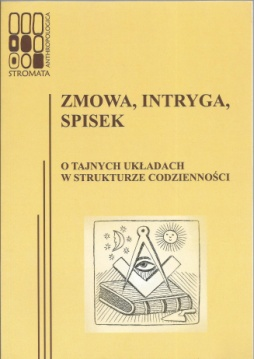 STROMATA
ANTHROPOLOGICA
ZMOWA, INTRYGA,
SPISEK
O TAJNYCH UKŁADACH
W STRUKTURZE CODZIENNOŚCI